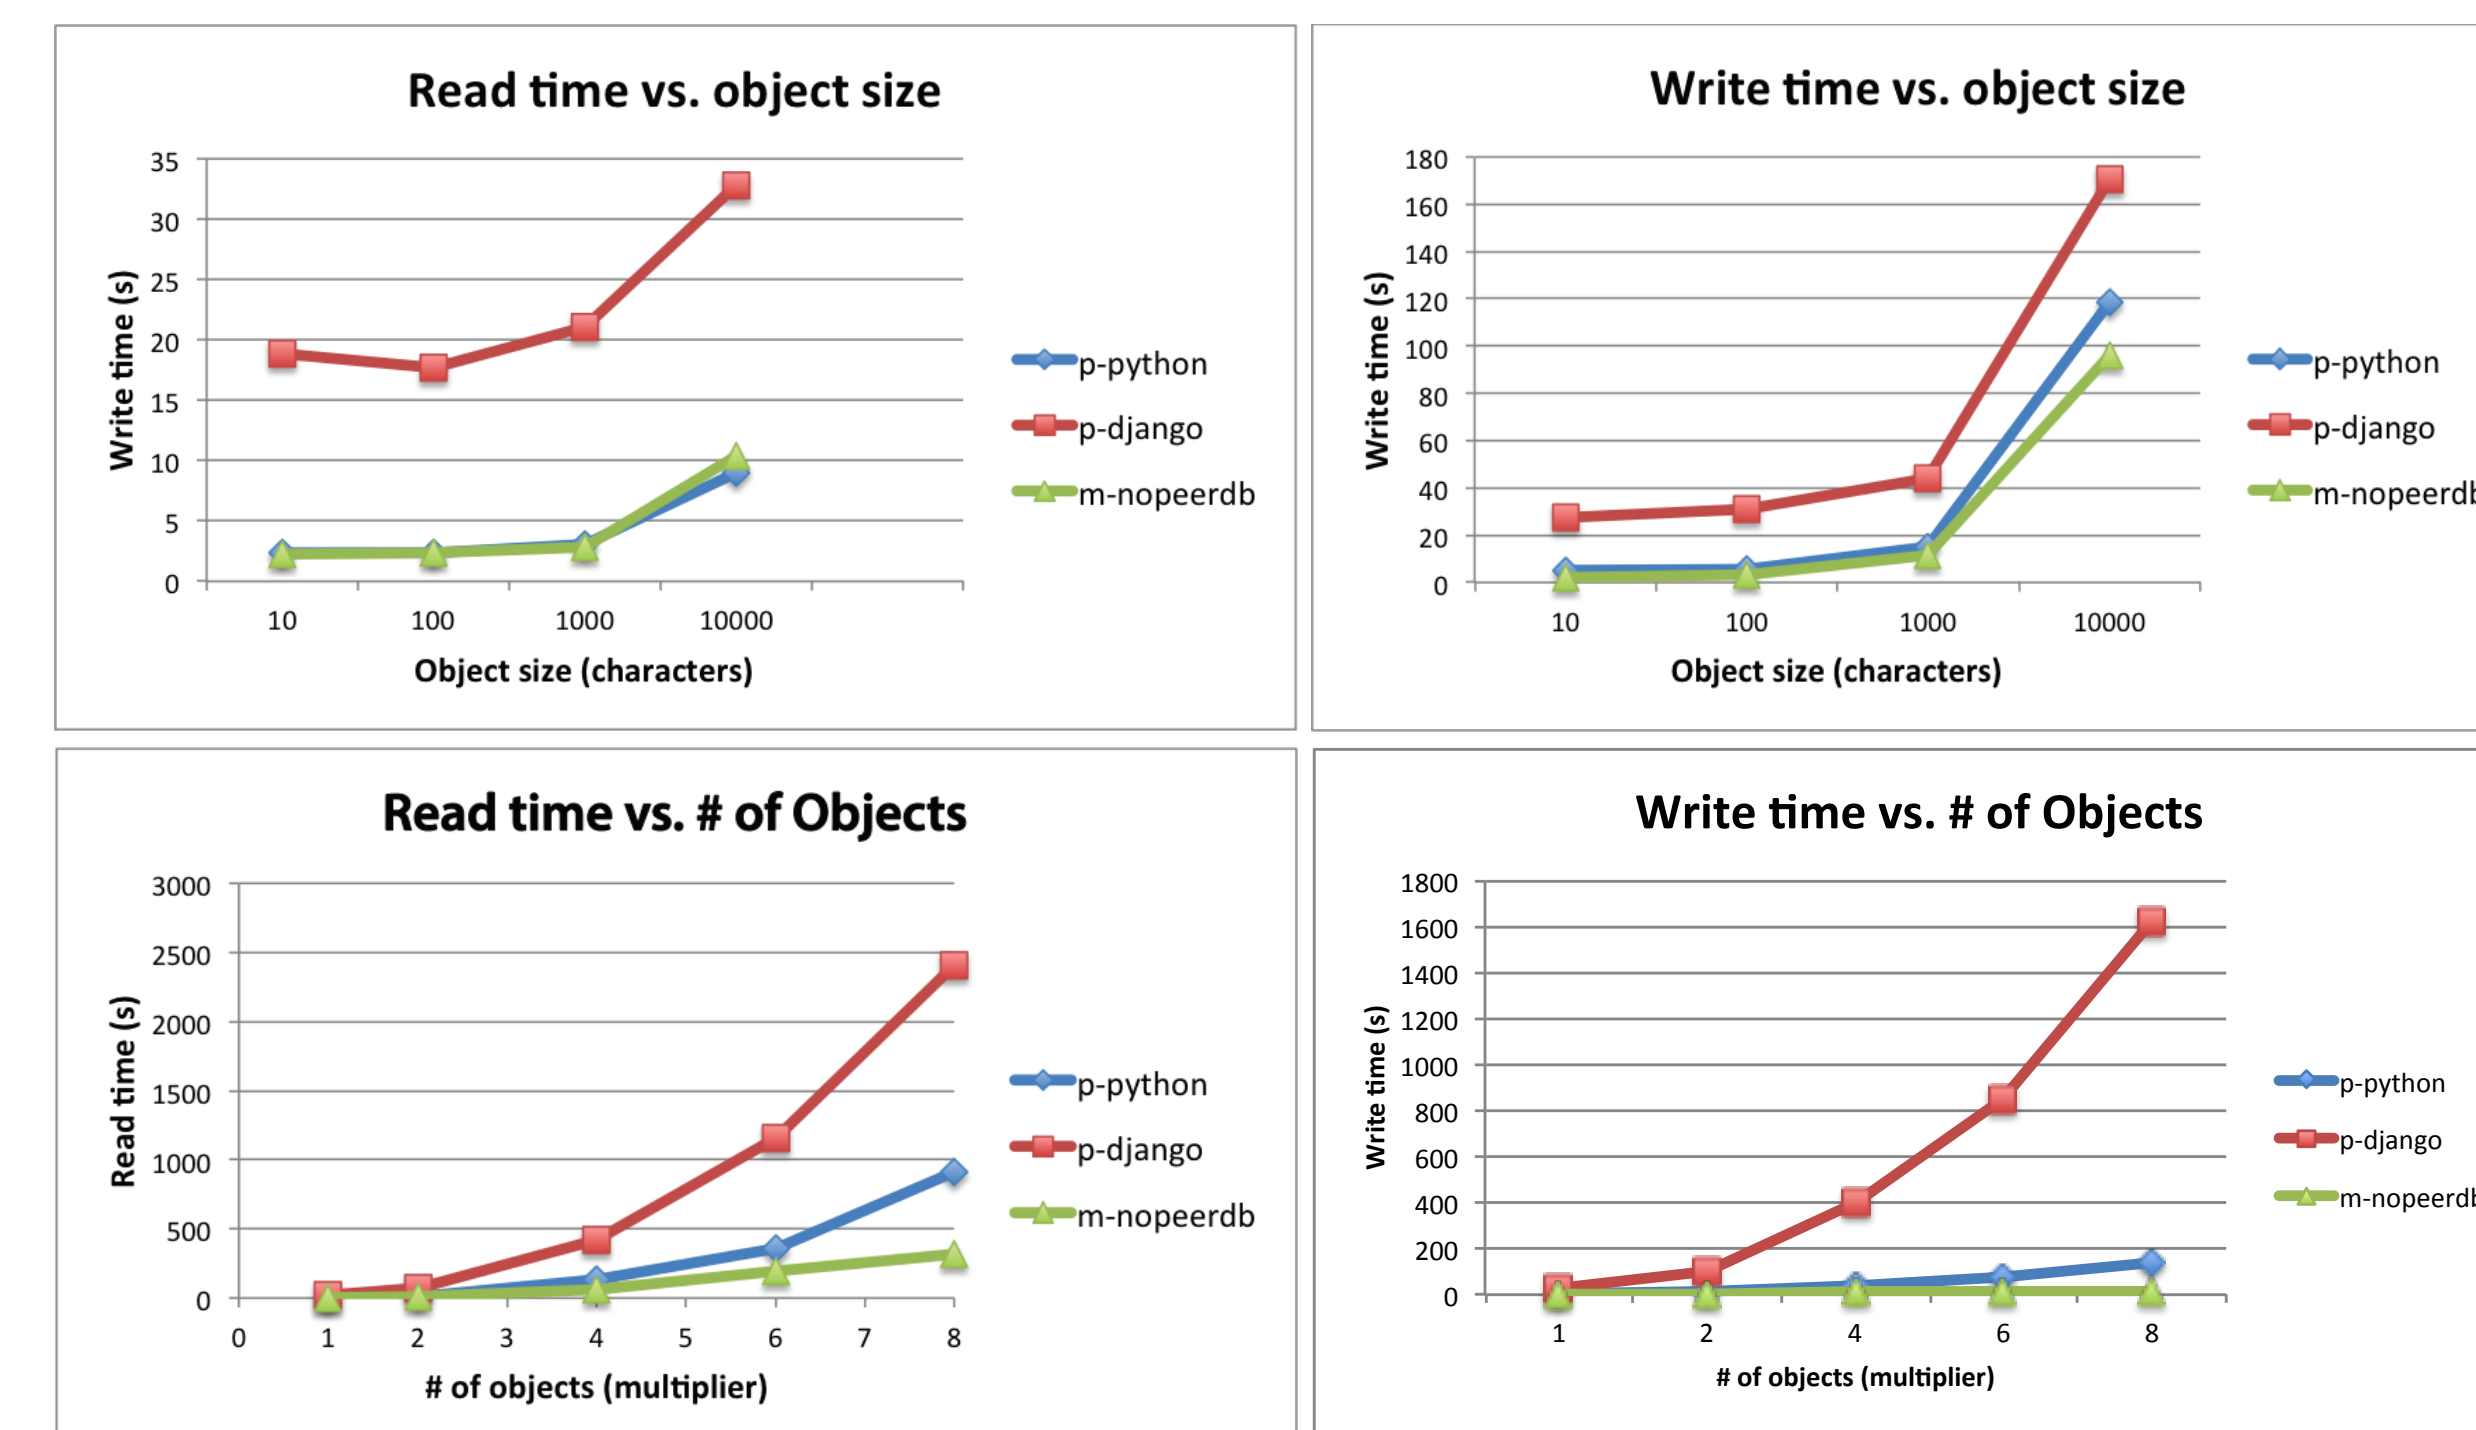 Read time vs. object size
35
30
25
20
15
10
5
0
Write time (s)
10 100 1000 10000
Object size (characters)
p-python
p-django
m-nopeerdb
Write time vs. object size
180
160
140
120
100
80
60
40
20
0
Write time (s)
10 100 1000 10000
Object size (characters)
p-python
p-django
m-nopeerdb
Read time vs. # of Objects
3000
2500
2000
1500
1000
500
0
Read time (s)
0 1 2 3 4 5 6 7 8
# of objects (multiplier)
p-python
p-django
m-nopeerdb
Write time vs. # of Objects
1800
1600
1400
1200
1000
800
600
400
200
0
Write time (s)
1 2 4 6 8
# of objects (multiplier)
p-python
p-django
m-nopeerdb